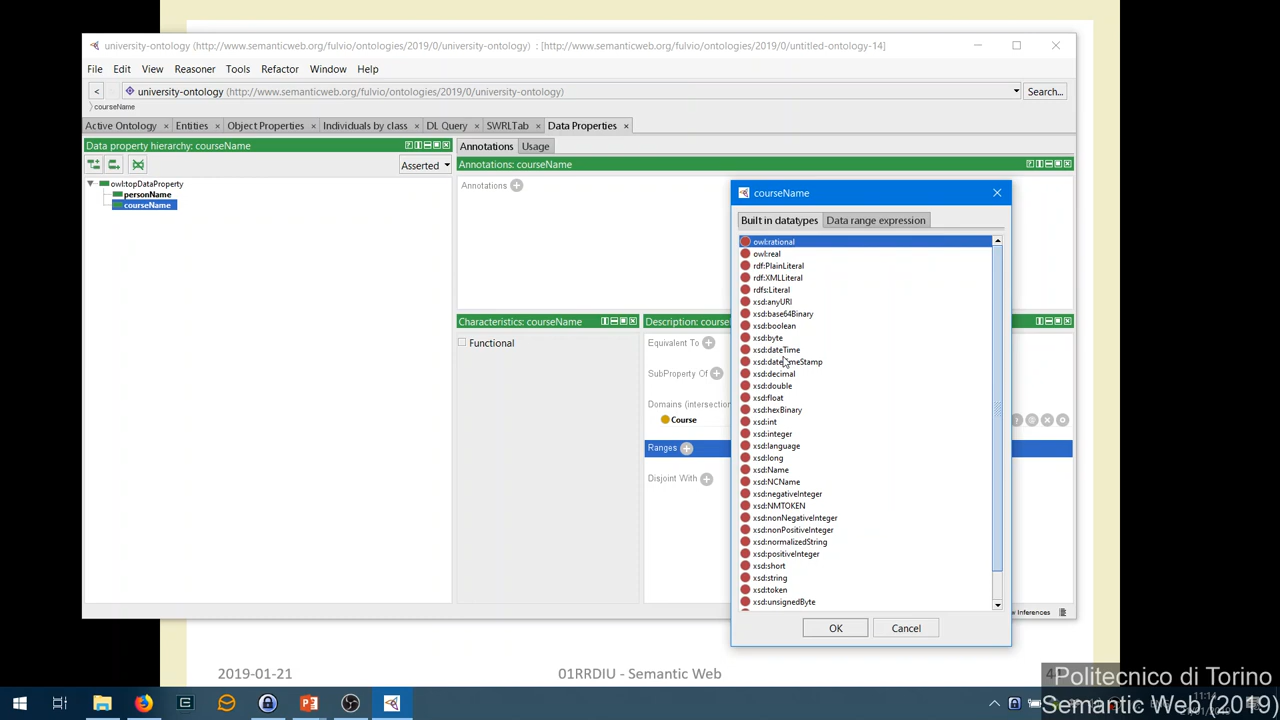 university-ontology (http://www.semanticweb.org/fulvio/ontologies/2019/0/university-ontology) : [http://www.semanticweb.org/fulvio/ontologies/2019/0/untitled-ontology-14]
File Edit View Reasoner Tools Refactor Window Help
< university-ontology (http://www.semanticweb.org/fulvio/ontologies/2019/0/university-ontology) Search...
courseName
Active Ontology × Entities × Object Properties × Individuals by class × DL Query × SWRLTab × Data Properties ×
Data property hierarchy: courseName
Asserted
owl:topDataProperty
personName
courseName
Annotations Usage
Annotations: courseName
Annotations
Characteristics: courseName
Functional
Description: course
Equivalent To
SubProperty Of
Domains (intersection
Course
Ranges
Disjoint With
courseName
Built in datatypes Data range expression
owl:rational
owl:real
rdf:PlainLiteral
rdf:XMLLiteral
rdfs:Literal
xsd:anyURI
xsd:base64Binary
xsd:boolean
xsd:byte
xsd:dateTime
xsd:dateTimeStamp
xsd:decimal
xsd:double
xsd:float
xsd:hexBinary
xsd:int
xsd:integer
xsd:language
xsd:long
xsd:Name
xsd:NCName
xsd:negativeInteger
xsd:NMTOKEN
xsd:nonNegativeInteger
xsd:nonPositiveInteger
xsd:normalizedString
xsd:positiveInteger
xsd:short
xsd:string
xsd:token
xsd:unsignedByte
OK Cancel
Inferences
2019-01-21 01RRDIU - Semantic Web
Politecnico di Torino
Semantic Web (2019)